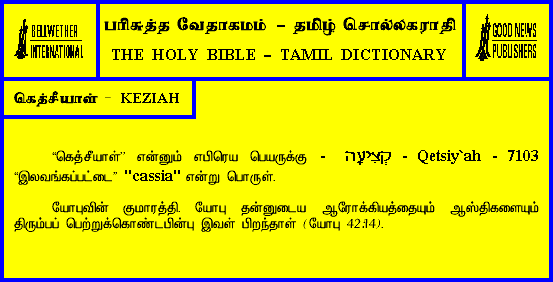 BELLWETHER
INTERNATIONAL
பரிசுத்த வேதாகமம் – தமிழ் சொல்லகராதி
THE HOLY BIBLE – TAMIL DICTIONARY
GOOD NEWS
PUBLISHERS
கெத்சீயாள் - KEZIAH
“கெத்சீயாள்” என்னும் எபிரெய பெயருக்கு - קְצִיעָה - Qetsiy`ah - 7103
“இலவங்கப்பட்டை” "cassia" என்று பொருள்.
யோபுவின் குமாரத்தி. யோபு தன்னுடைய ஆரோக்கியத்தையும் ஆஸ்திகளையும்
திரும்பப் பெற்றுக்கொண்டபின்பு இவள் பிறந்தாள் (யோபு 42:14).